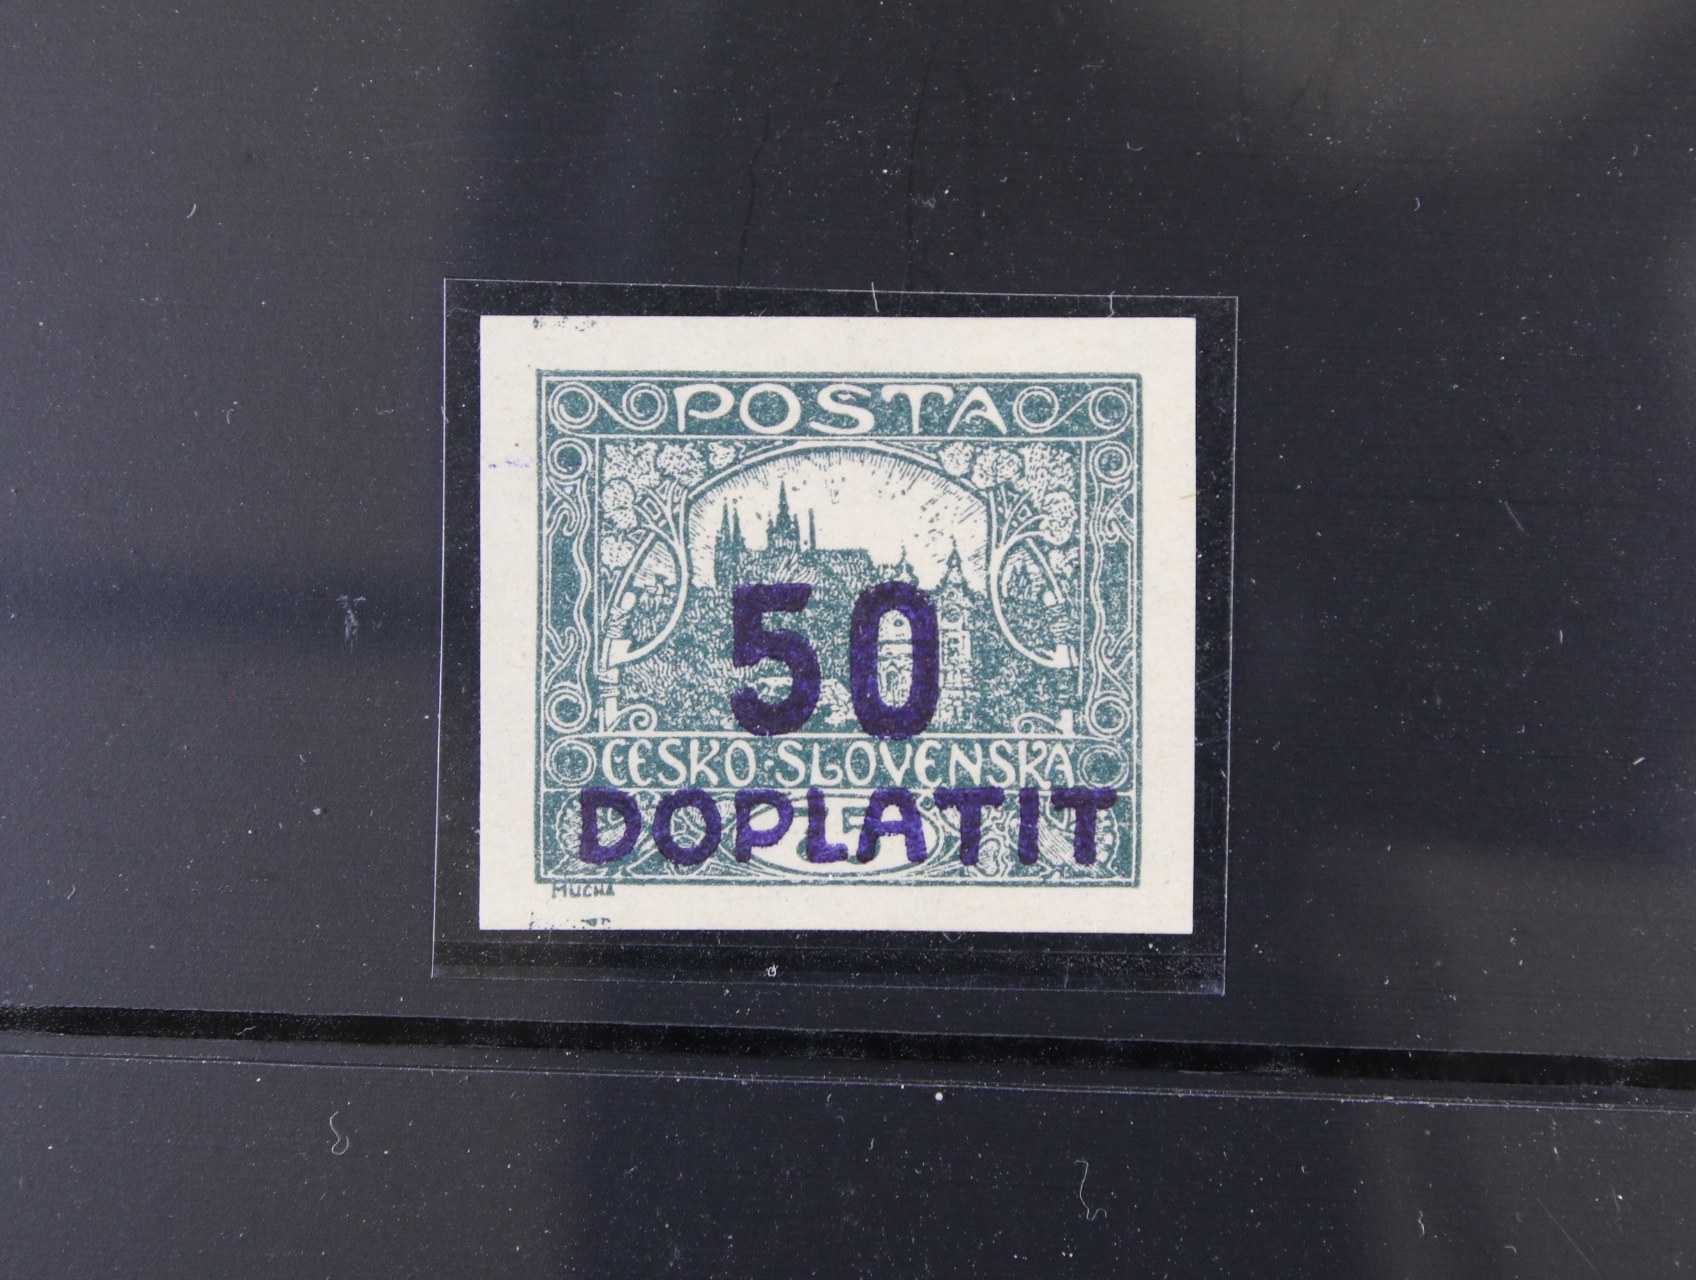 POSTA
50
ČESKO·SLOVENSKÁ
DOPLATIT
MUCHA